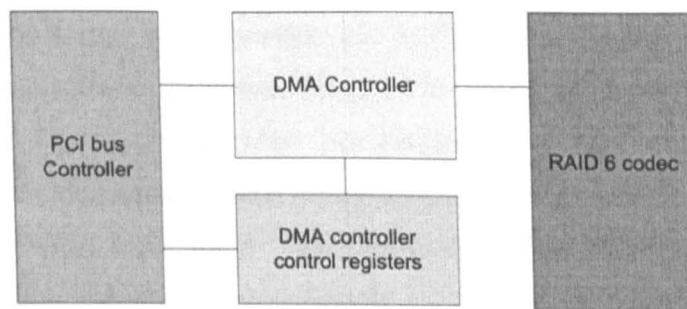 DMA Controller
PCI bus
Controller
RAID 6 codec
DMA controller
control registers